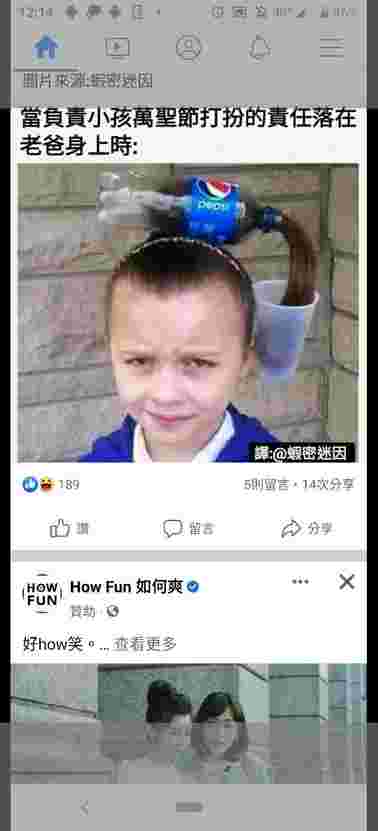 12:14
圖片來源:蝦密迷因
當負責小孩萬聖節打扮的責任落在
老爸身上時:
pepsi
譯:@蝦密迷因
189
5則留言・14次分享
讚
留言
分享
HOW
FUN
How Fun 如何爽
贊助・
好how笑。... 查看更多